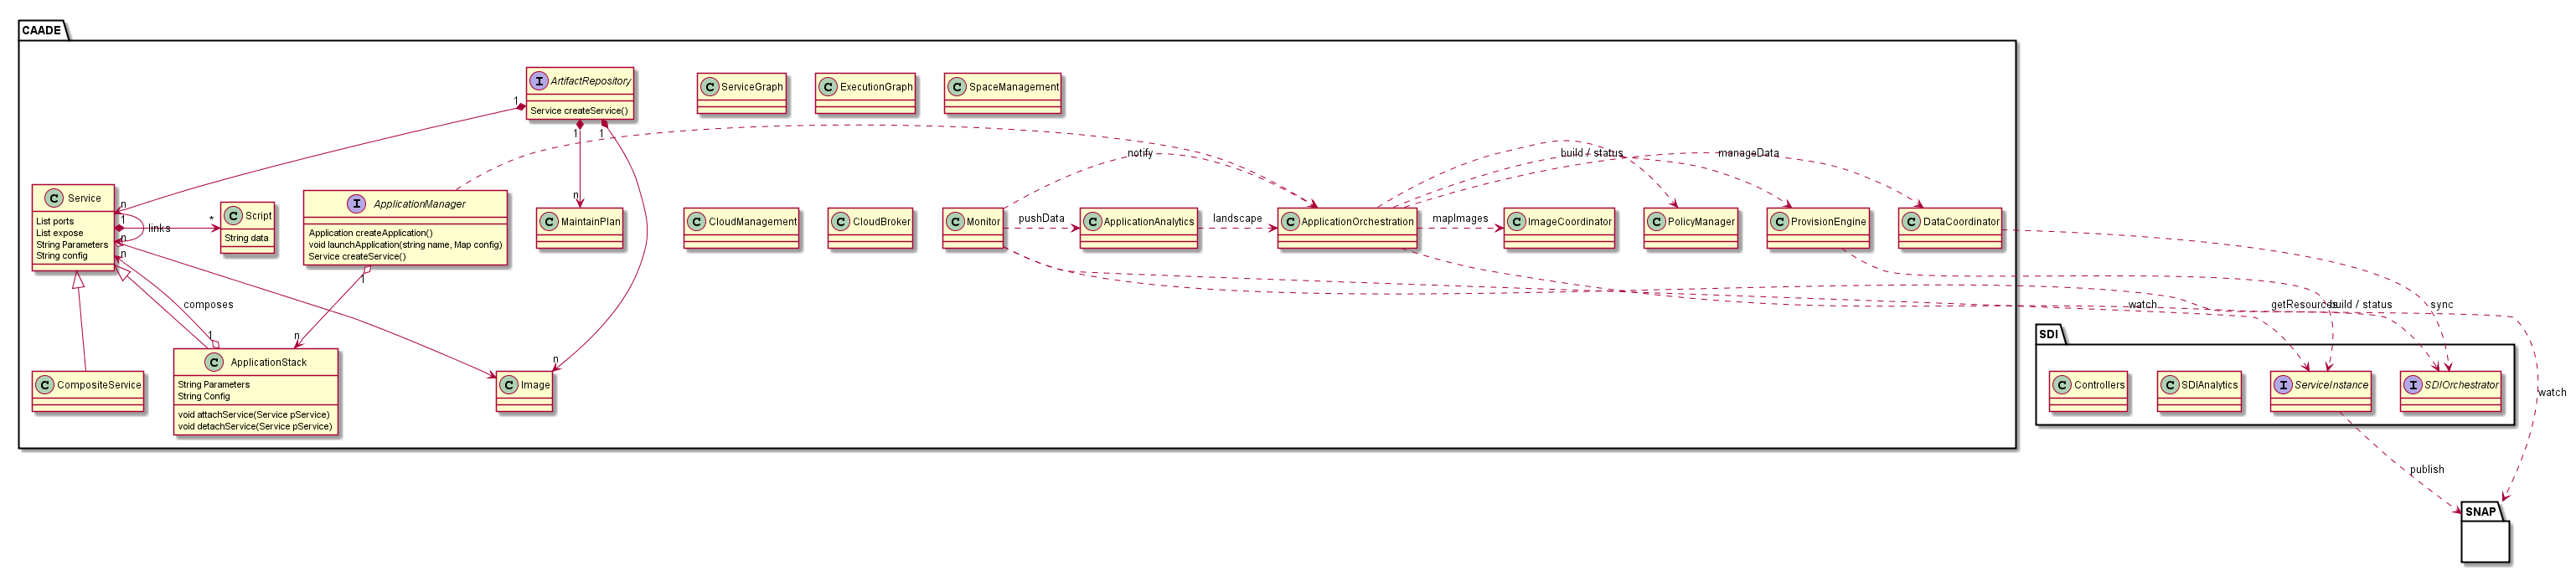 CAADE
I ArtifactRepository
Service createService()
C ServiceGraph
C ExecutionGraph
C SpaceManagement
1
1
1
notify
build / status
manageData
C Service
List ports
List expose
String Parameters
String config
n
1
n
n
links
*
C Script
String data
I ApplicationManager
Application createApplication()
void launchApplication(string name, Map config)
Service createService()
1
n
C MaintainPlan
C CloudManagement
C CloudBroker
C Monitor
pushData
C ApplicationAnalytics
landscape
C ApplicationOrchestration
mapImages
C ImageCoordinator
C PolicyManager
C ProvisionEngine
C DataCoordinator
composes
1
n
n
watch
getResources
build / status
sync
C CompositeService
C ApplicationStack
String Parameters
String Config
void attachService(Service pService)
void detachService(Service pService)
C Image
SDI
C Controllers
C SDIAnalytics
I ServiceInstance
I SDIOrchestrator
watch
publish
SNAP